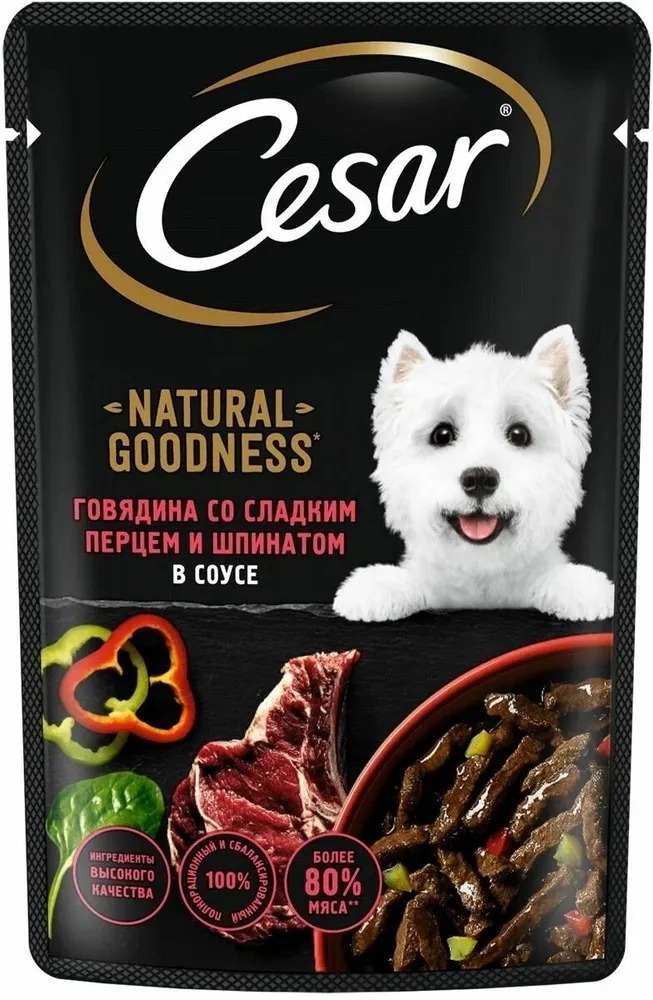 Cesar®
NATURAL
GOODNESS*
ГОВЯДИНА СО СЛАДКИМ
ПЕРЦЕМ И ШПИНАТОМ
В СОУСЕ
ИНГРЕДИЕНТЫ
ВЫСОКОГО
КАЧЕСТВА
ПОЛНОРАЦИОННЫЙ И СБАЛАНСИРОВАННЫЙ
100%
БОЛЕЕ
80%
МЯСА**